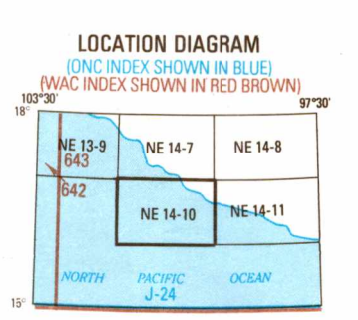 LOCATION DIAGRAM
(ONC INDEX SHOWN IN BLUE)
(WAC INDEX SHOWN IN RED BROWN)
103°30' 97°30'
18°
NE 13-9 NE 14-7 NE 14-8
643
642
NE 14-10 NE 14-11
NORTH PACIFIC OCEAN
J-24
15°